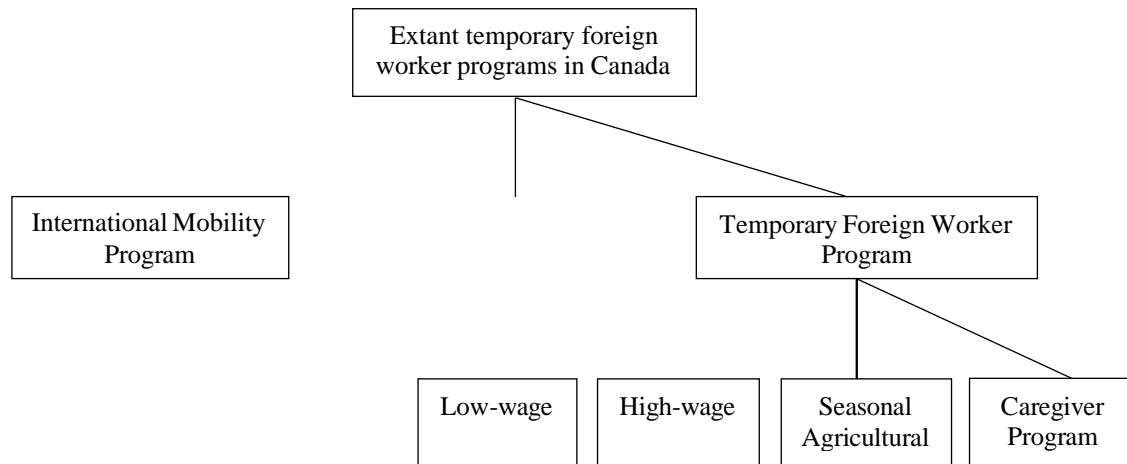 Extant temporary foreign
worker programs in Canada
International Mobility
Program
Temporary Foreign Worker
Program
Low-wage
High-wage
Seasonal
Agricultural
Caregiver
Program